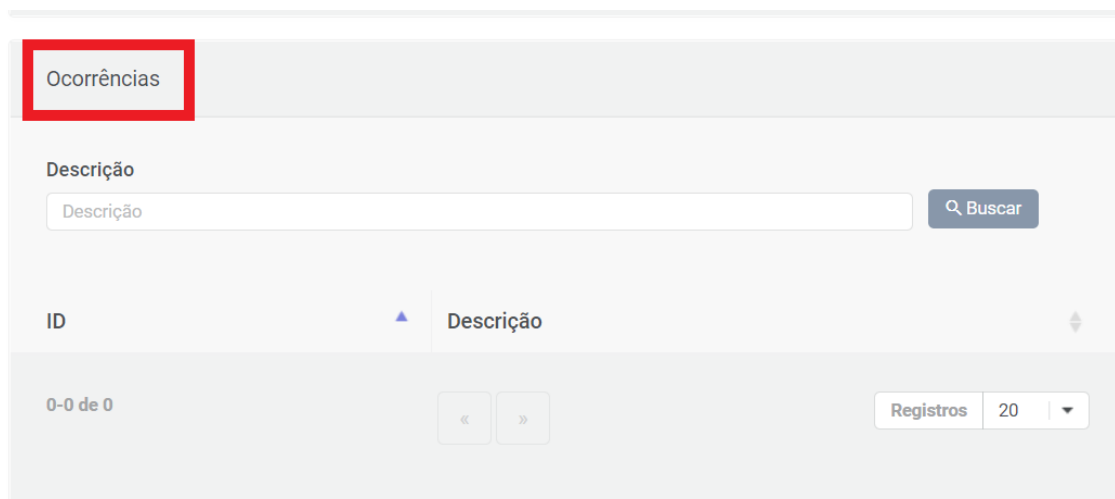 Ocorrências
Descrição
Descrição
Buscar
ID
Descrição
0-0 de 0
«
»
Registros
20